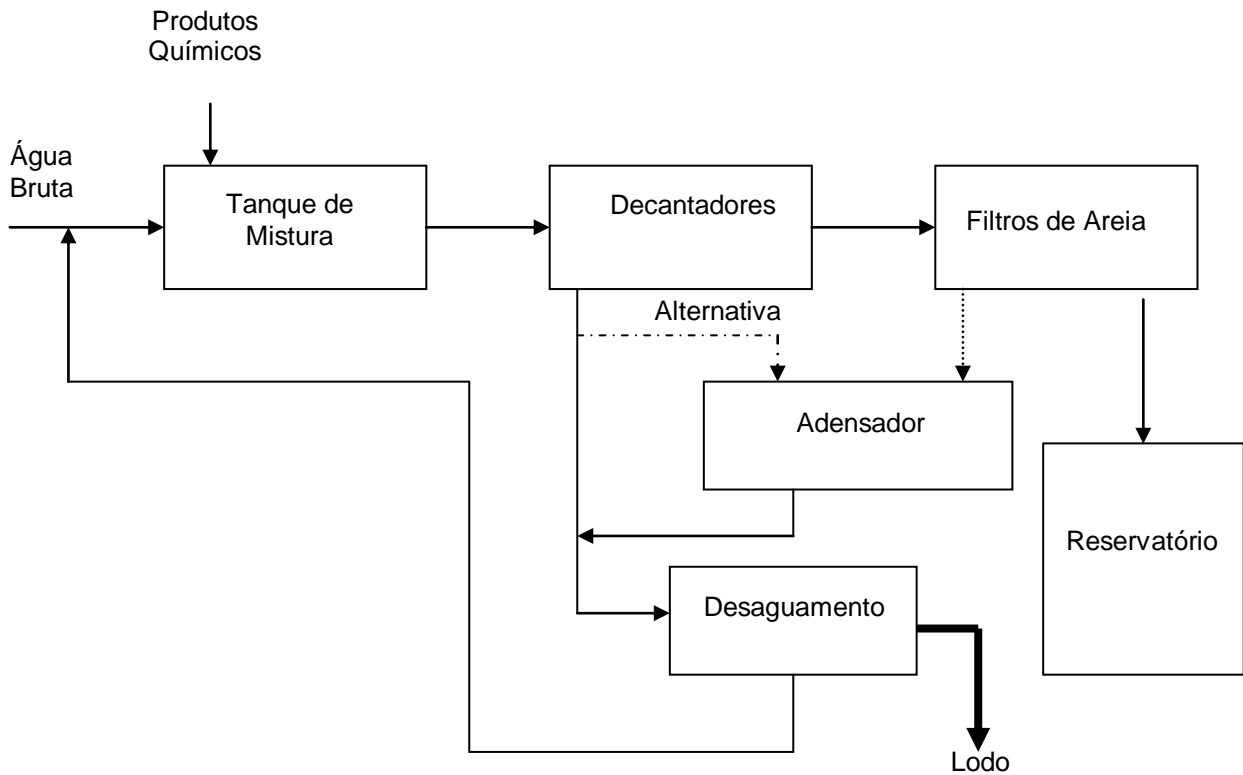 Produtos
Químicos
Água
Bruta
Tanque de
Mistura
Decantadores
Filtros de Areia
Alternativa
Adensador
Reservatório
Desaguamento
Lodo